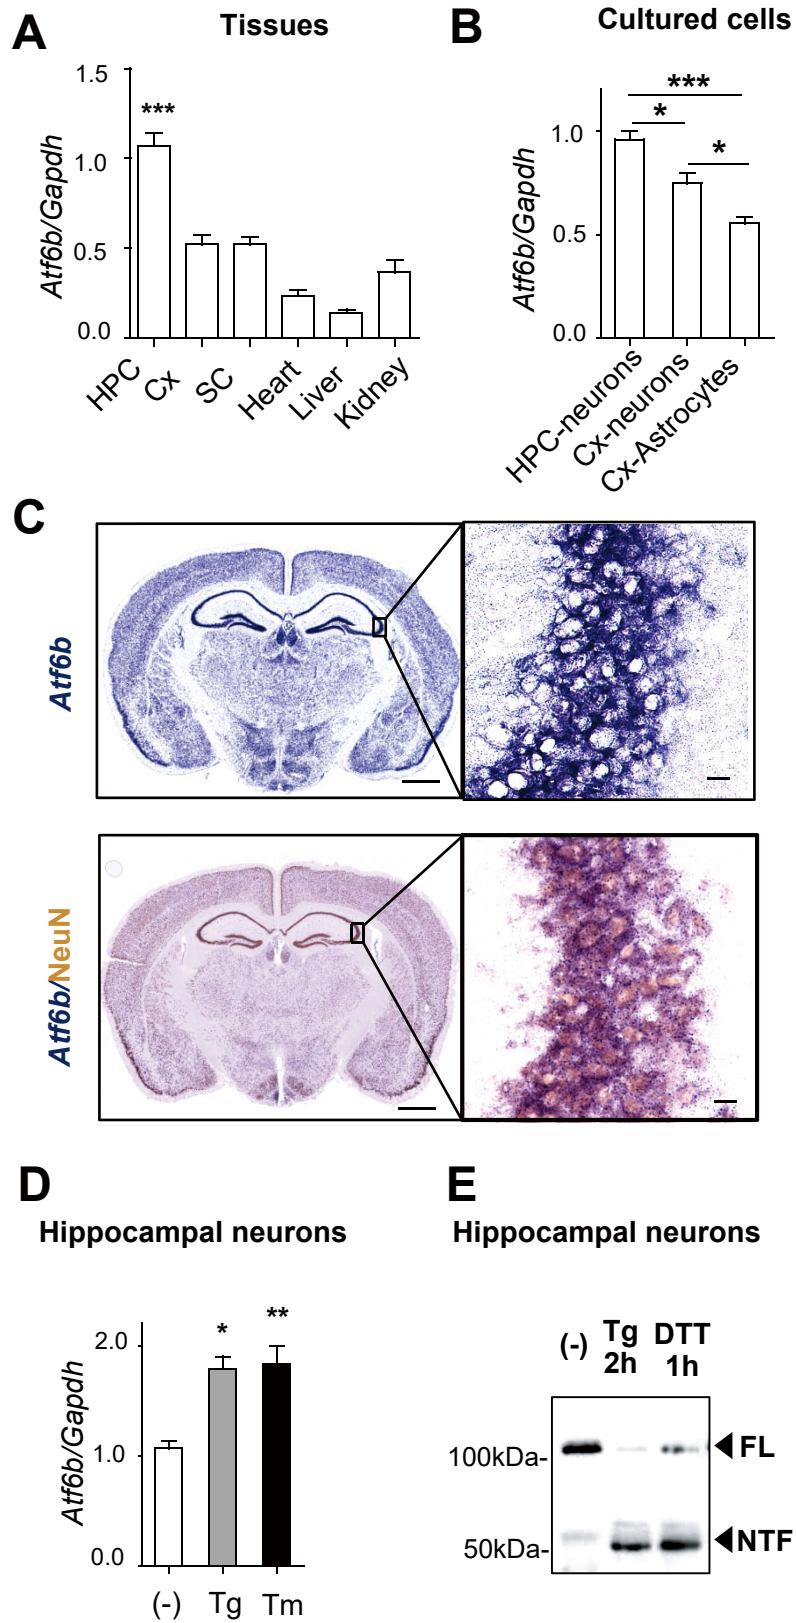 A
Tissues
Atf6b/Gapdh
1.5
1.0
0.5
0.0
***
HPC
Cx
SC
Heart
Liver
Kidney
B
Cultured cells
Atf6b/Gapdh
1.0
0.5
0.0
***
*
*
HPC-neurons
Cx-neurons
Cx-Astrocytes
C
Atf6b
Atf6b/NeuN
D
Hippocampal neurons
Atf6b/Gapdh
2.0
1.0
0.0
*
**
(-)
Tg
Tm
E
Hippocampal neurons
(-)
Tg
2h
DTT
1h
100kDa-
50kDa-
FL
NTF